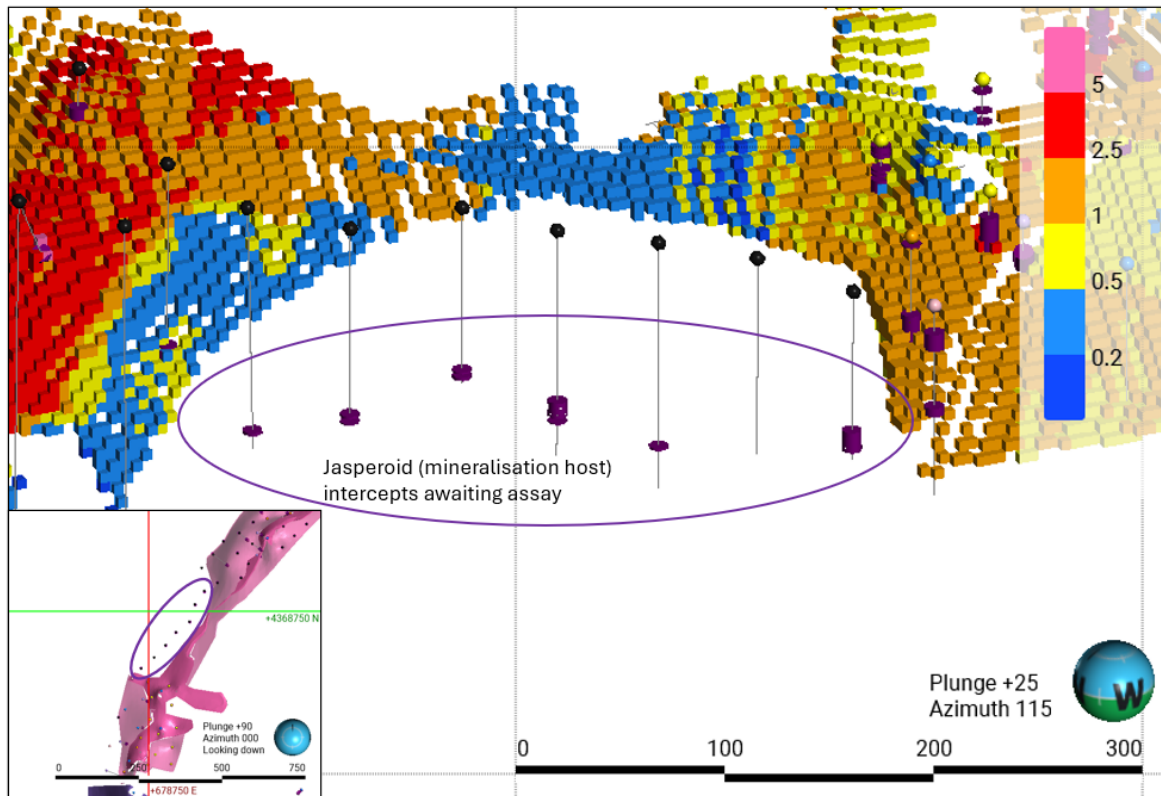 5
2.5
1
0.5
0.2
Jasperoid (mineralisation host)
intercepts awaiting assay
+4368750 N
Plunge +90
Azimuth 000
Looking down
0
250
500
750
+678750 E
Plunge +25
Azimuth 115
W
0
100
200
300